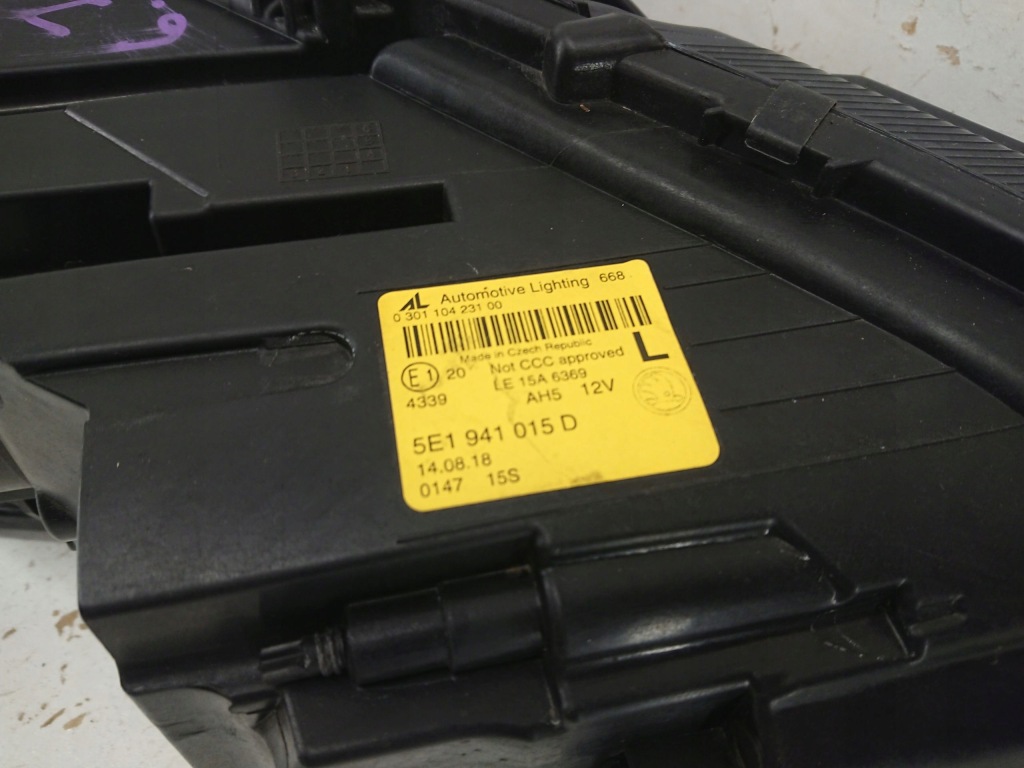 AL Automotive Lighting 668
0 301 104 231 00
Made in Czech Republic
L
E1 20 Not CCC approved
LE 15A 6369
4339 AH5 12V
5E1 941 015 D
14.08.18
0147 15S